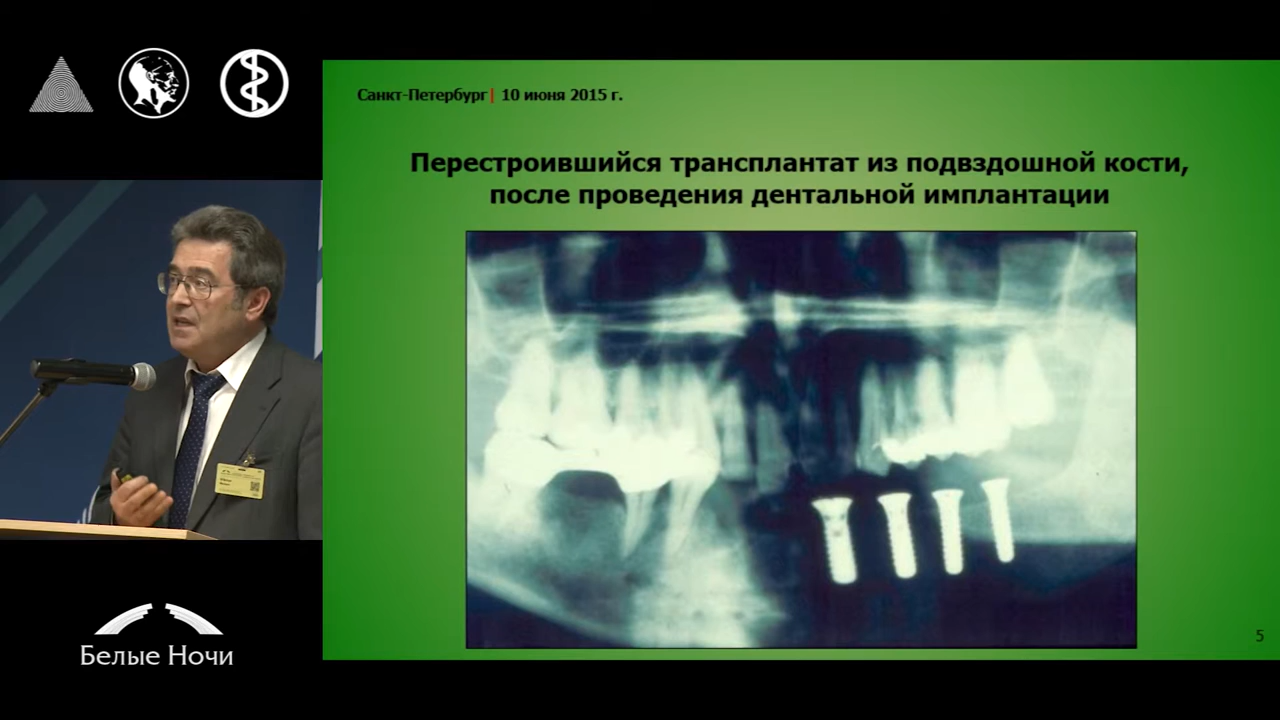 Санкт-Петербург| 10 июня 2015 г.
Перестроившийся трансплантат из подвздошной кости,
после проведения дентальной имплантации
5
Белые Ночи